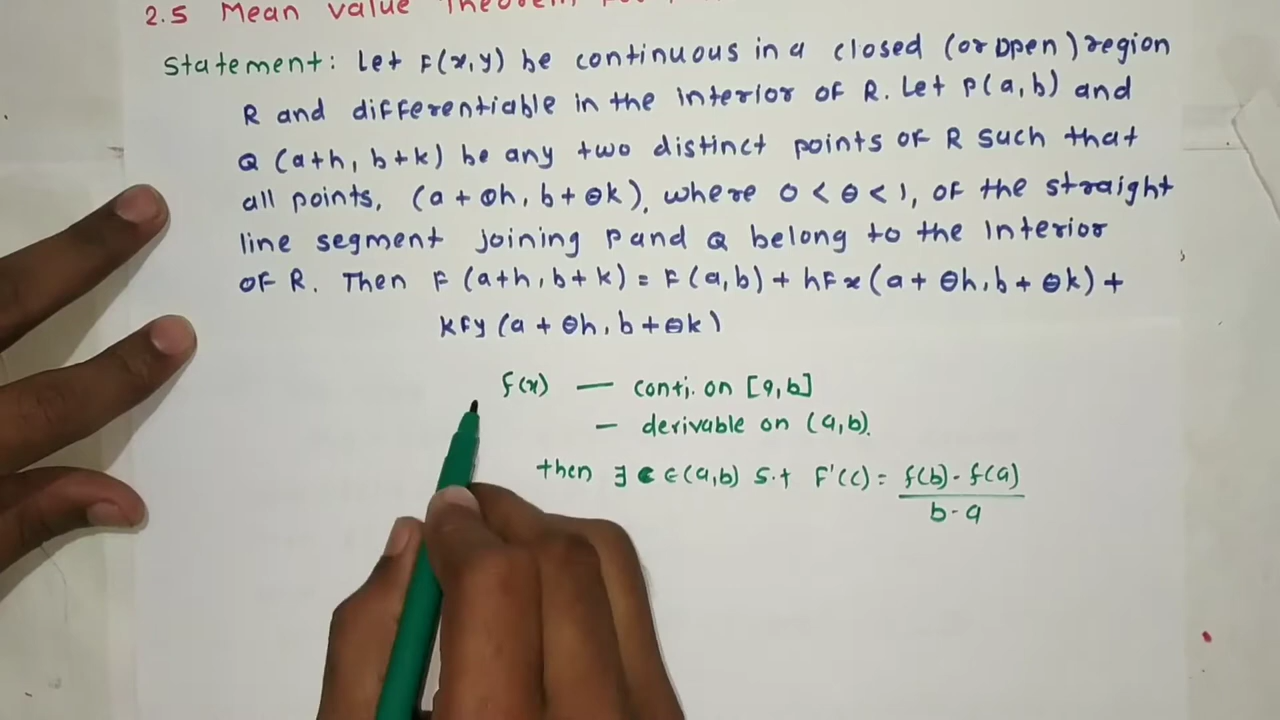 2.5 Mean value Theorem
Statement: Let F(x,y) be continuous in a closed (or open) region
R and differentiable in the interior of R. Let P(a,b) and
Q (a+h, b+k) be any two distinct points of R such that
all points, (a + θh, b + θk), where 0 < θ < 1, of the straight
line segment joining P and Q belong to the Interior
of R. Then F (a+h, b+k) = F(a,b) + hFx (a + θh, b + θk) +
kFy (a + θh, b + θk)
f(x) — conti. on [a,b]
— derivable on (a,b).
then ∃ c ∈ (a,b) s.t F'(c) = f(b) - f(a)
b - a